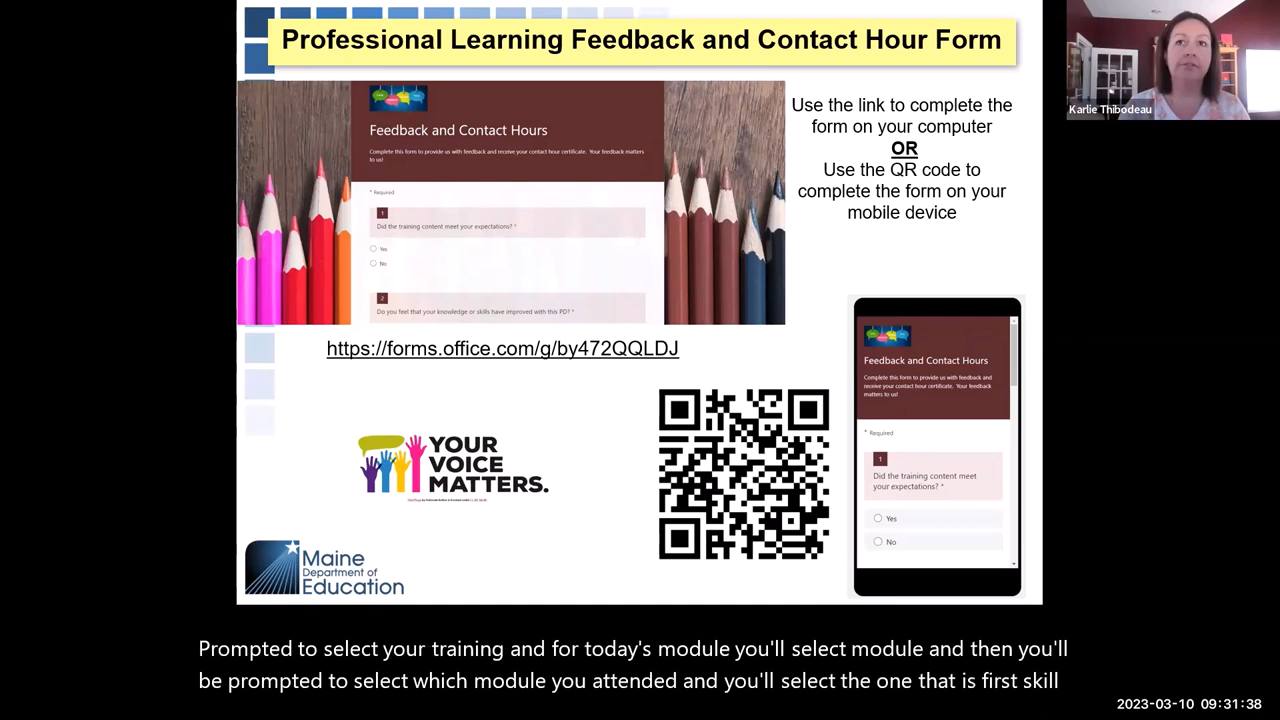 Professional Learning Feedback and Contact Hour Form
Karlie Thibodeau
Feedback and Contact Hours
Complete this form to provide us with feedback and receive your contact hour certificate. Your feedback matters
to us!
* Required
1
Did the training content meet your expectations? *
Yes
No
2
Do you feel that your knowledge or skills have improved with this PD? *
Use the link to complete the
form on your computer
OR
Use the QR code to
complete the form on your
mobile device
https://forms.office.com/g/by472QQLDJ
YOUR
VOICE
MATTERS.
Feedback and Contact Hours
Complete this form to provide us with feedback and
receive your contact hour certificate. Your feedback
matters to us!
* Required
1
Did the training content meet
your expectations? *
Yes
No
Maine
Department of
Education
Prompted to select your training and for today's module you'll select module and then you'll
be prompted to select which module you attended and you'll select the one that is first skill
2023-03-10 09:31:38